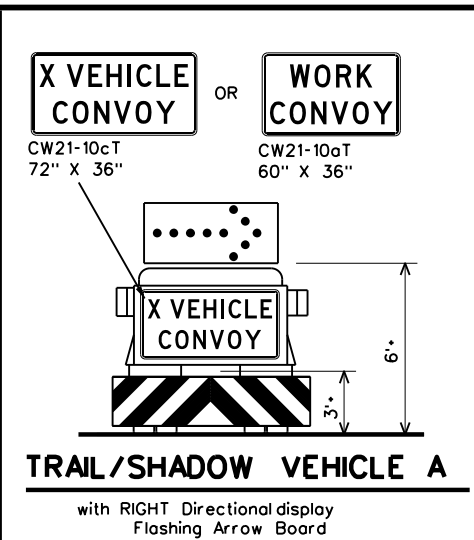 X VEHICLE
CONVOY
OR
WORK
CONVOY
CW21-10cT
72" X 36"
CW21-10aT
60" X 36"
X VEHICLE
CONVOY
6'+
3'+
TRAIL/SHADOW VEHICLE A
with RIGHT Directional display
Flashing Arrow Board